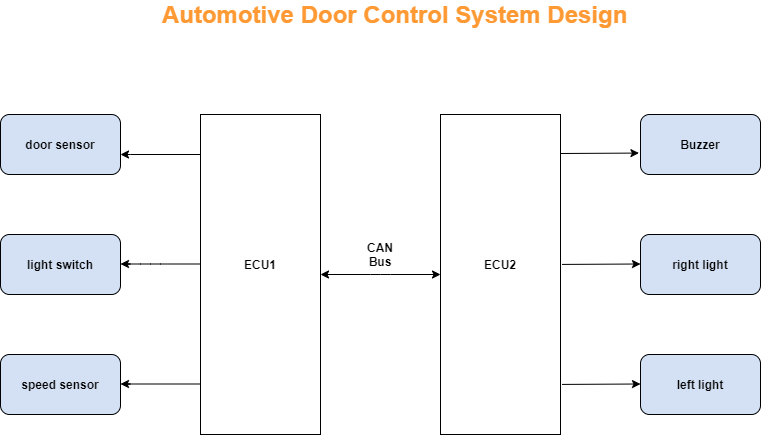 Automotive Door Control System Design
door sensor
Buzzer
ECU1
CAN
Bus
ECU2
light switch
right light
speed sensor
left light